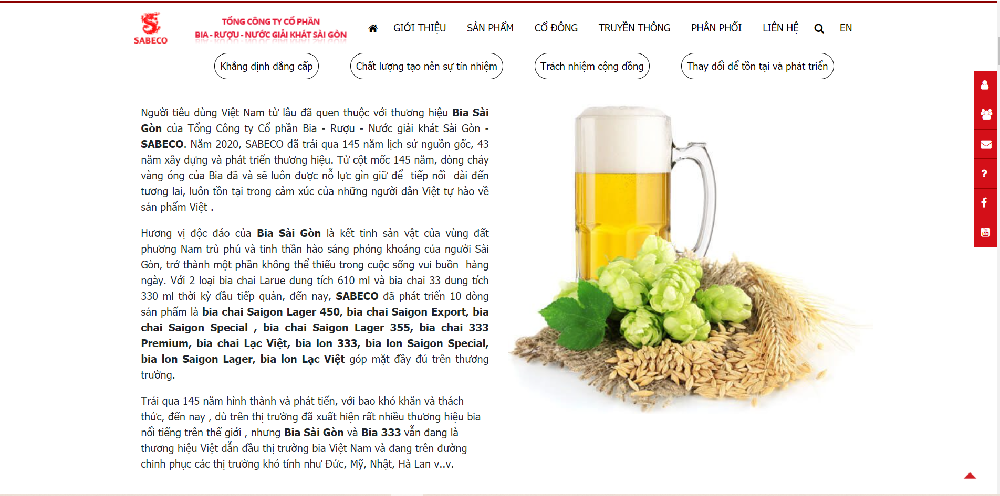 SABECO
TỔNG CÔNG TY CỔ PHẦN
BIA - RƯỢU - NƯỚC GIẢI KHÁT SÀI GÒN
GIỚI THIỆU
SẢN PHẨM
CỔ ĐÔNG
TRUYỀN THÔNG
PHÂN PHỐI
LIÊN HỆ
EN
Khẳng định đẳng cấp
Chất lượng tạo nên sự tín nhiệm
Trách nhiệm cộng đồng
Thay đổi để tồn tại và phát triển
Người tiêu dùng Việt Nam từ lâu đã quen thuộc với thương hiệu Bia Sài
Gòn của Tổng Công ty Cổ phần Bia - Rượu - Nước giải khát Sài Gòn -
SABECO. Năm 2020, SABECO đã trải qua 145 năm lịch sử nguồn gốc, 43
năm xây dựng và phát triển thương hiệu. Từ cột mốc 145 năm, dòng chảy
vàng óng của Bia đã và sẽ luôn được nỗ lực gìn giữ để tiếp nối dài đến
tương lai, luôn tồn tại trong cảm xúc của những người dân Việt tự hào về
sản phẩm Việt .
Hương vị độc đáo của Bia Sài Gòn là kết tinh sản vật của vùng đất
phương Nam trù phú và tinh thần hào sảng phóng khoáng của người Sài
Gòn, trở thành một phần không thể thiếu trong cuộc sống vui buồn hàng
ngày. Với 2 loại bia chai Larue dung tích 610 ml và bia chai 33 dung tích
330 ml thời kỳ đầu tiếp quản, đến nay, SABECO đã phát triển 10 dòng
sản phẩm là bia chai Saigon Lager 450, bia chai Saigon Export, bia
chai Saigon Special , bia chai Saigon Lager 355, bia chai 333
Premium, bia chai Lạc Việt, bia lon 333, bia lon Saigon Special,
bia lon Saigon Lager, bia lon Lạc Việt góp mặt đầy đủ trên thương
trường.
Trải qua 145 năm hình thành và phát tiển, với bao khó khăn và thách
thức, đến nay , dù trên thị trường đã xuất hiện rất nhiều thương hiệu bia
nổi tiếng trên thế giới , nhưng Bia Sài Gòn và Bia 333 vẫn đang là
thương hiệu Việt dẫn đầu thị trường bia Việt Nam và đang trên đường
chinh phục các thị trường khó tính như Đức, Mỹ, Nhật, Hà Lan v..v.
?
f
You
Tube